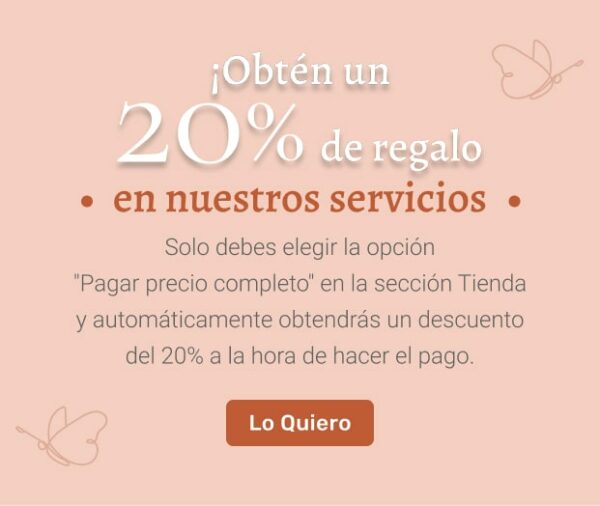 ¡Obtén un
20% de regalo
• en nuestros servicios •
Solo debes elegir la opción
"Pagar precio completo" en la sección Tienda
y automáticamente obtendrás un descuento
del 20% a la hora de hacer el pago.
Lo Quiero